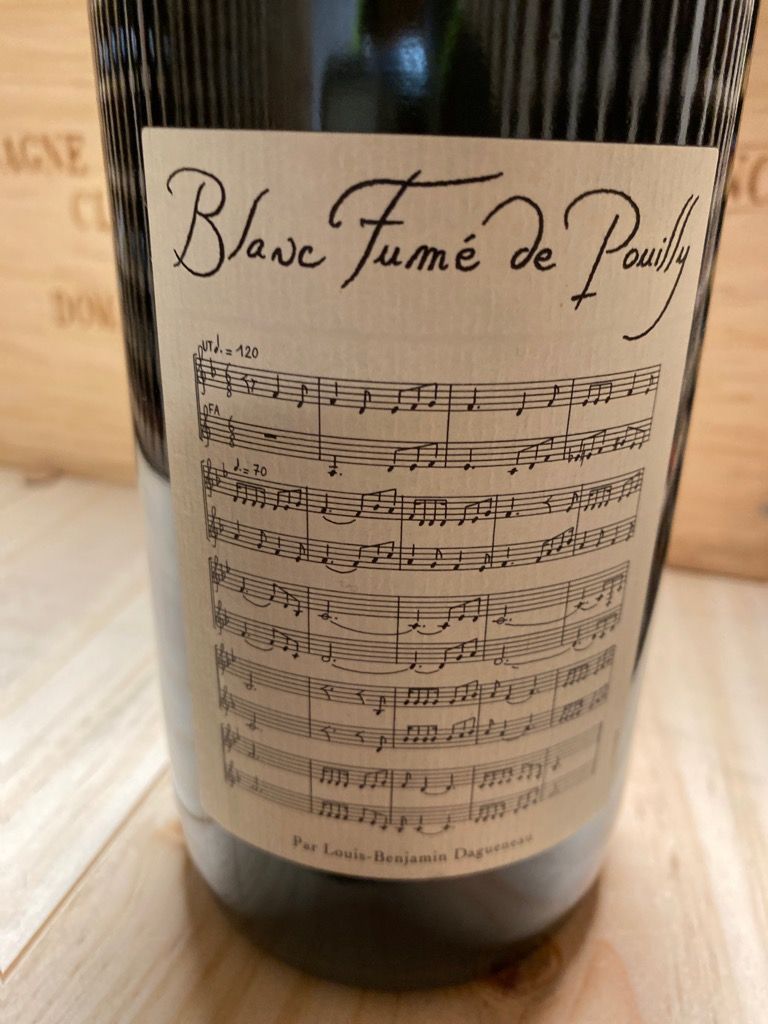 Blanc Fumé de Pouilly
UT ♩. = 120
FA
♩. = 70
Par Louis-Benjamin Dagueneau